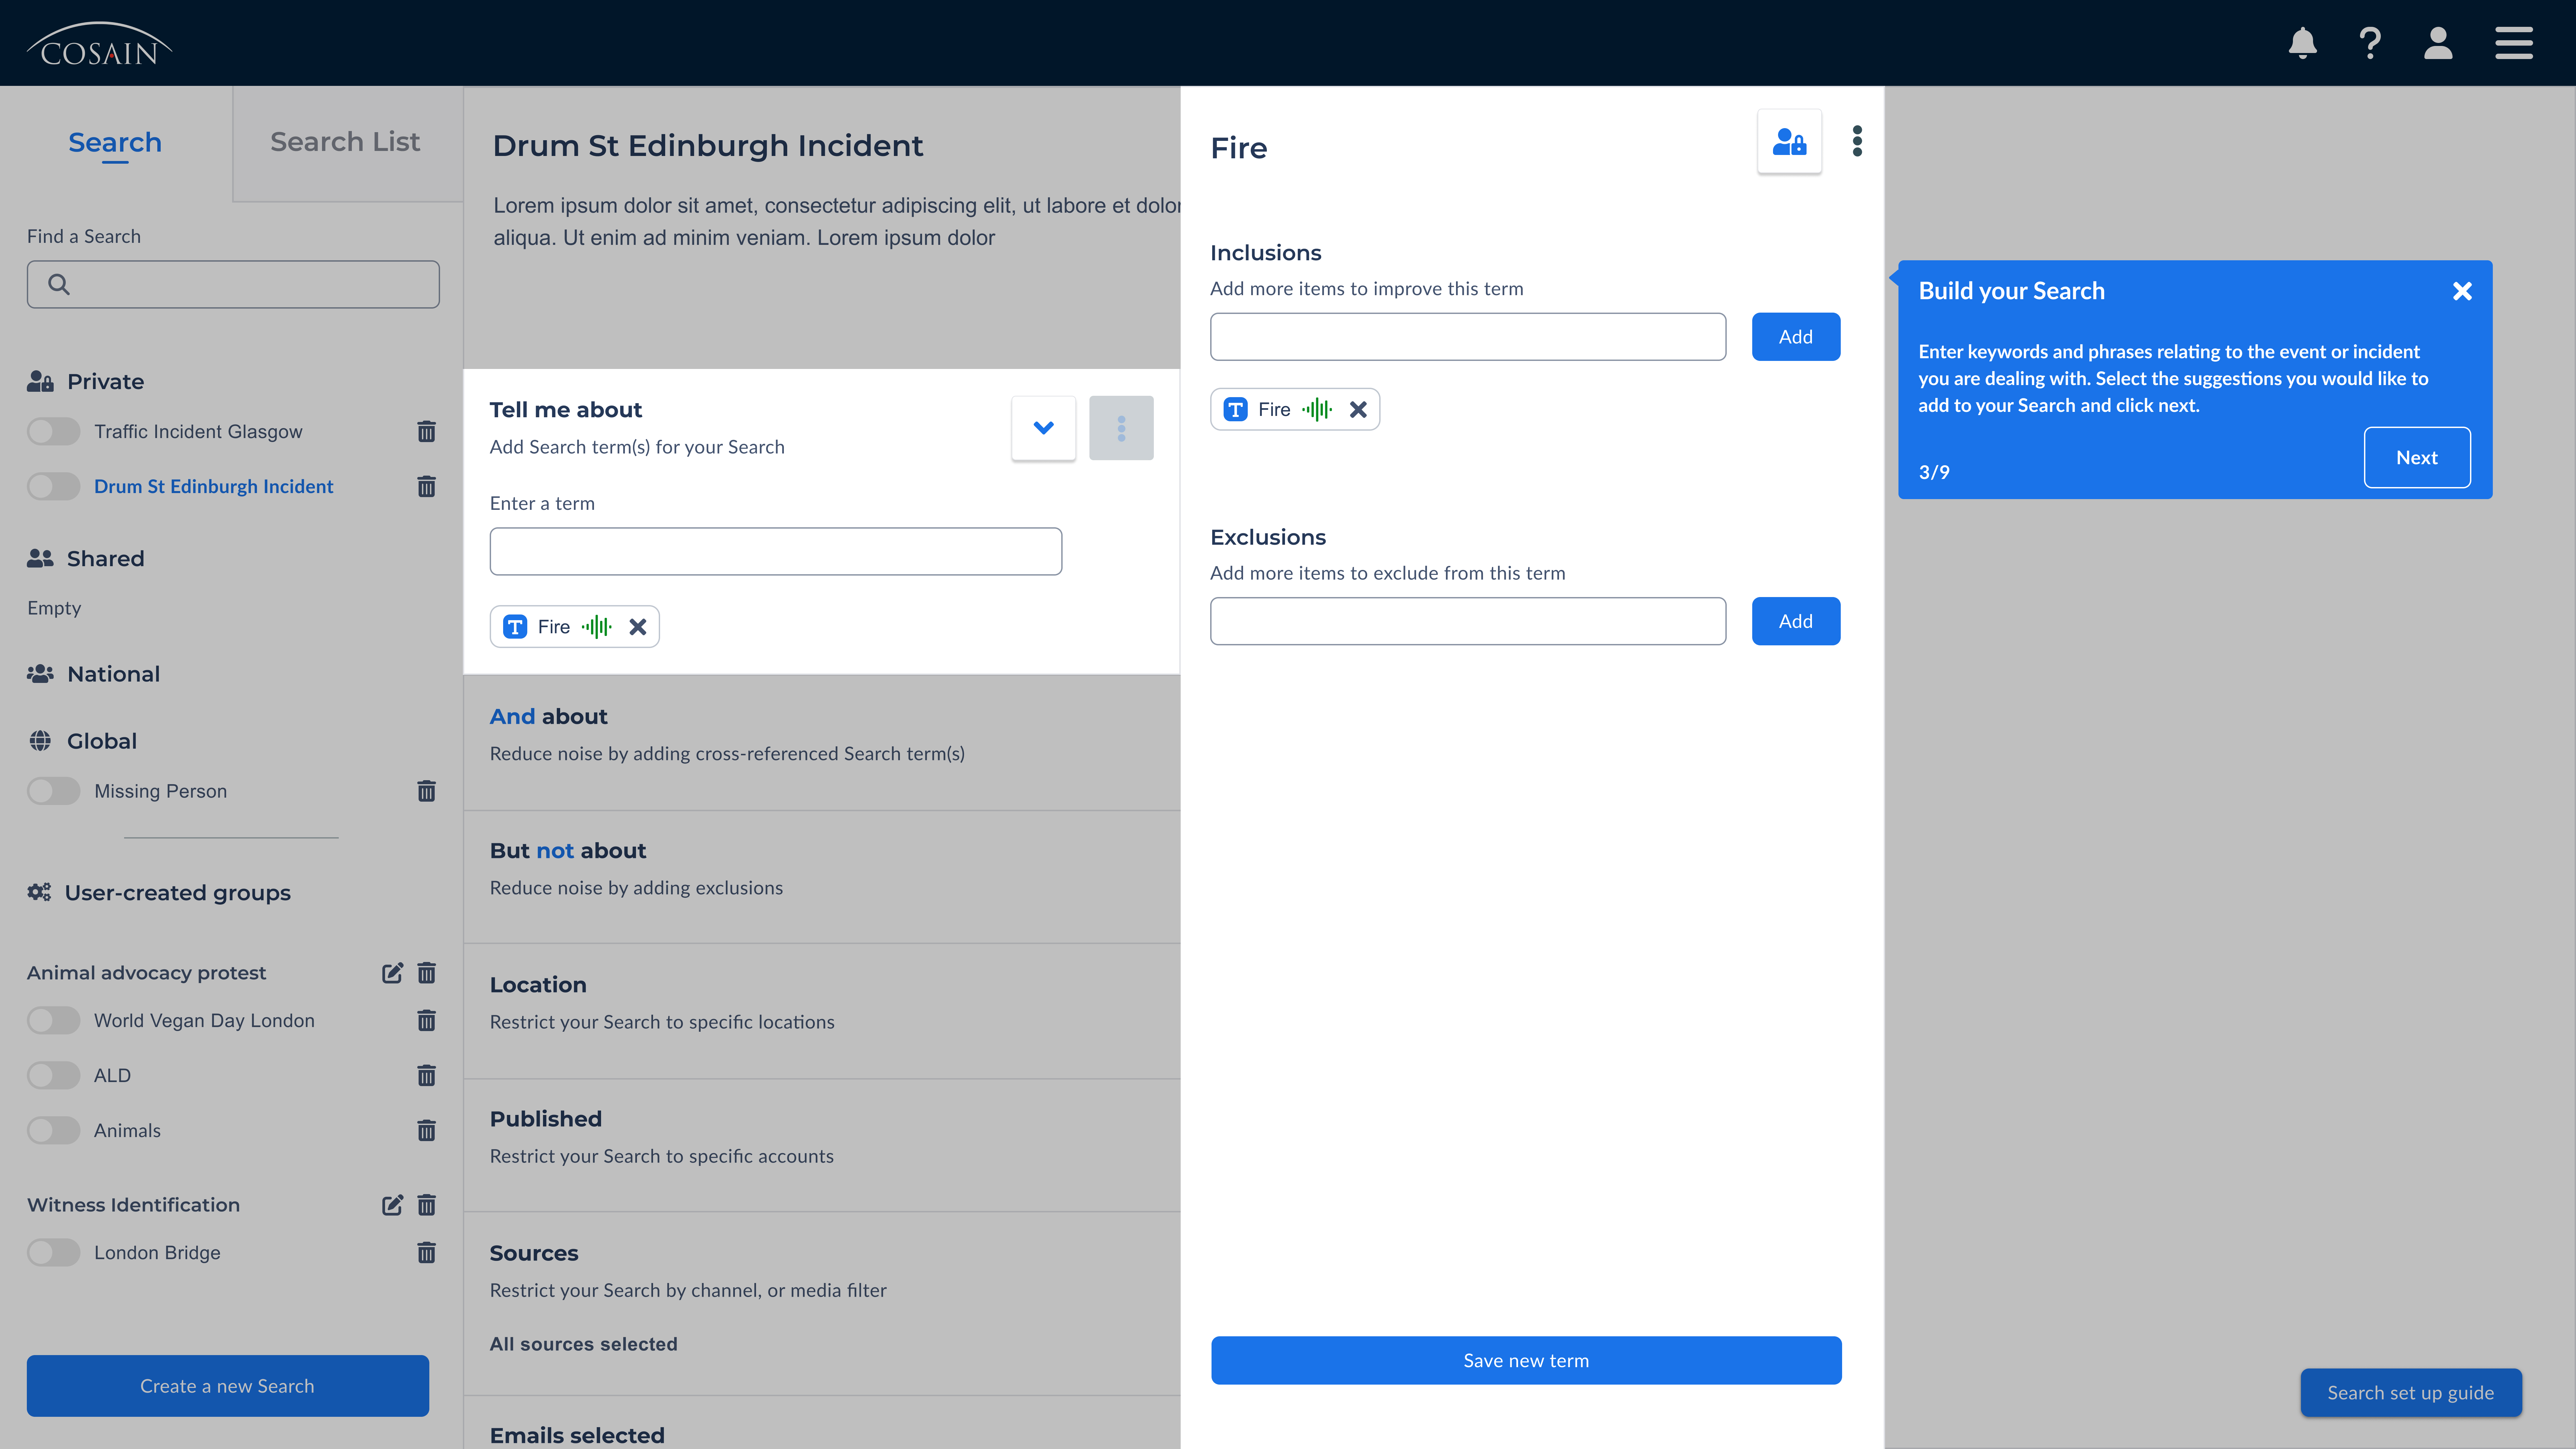 COSAIN
Search
Search List
Find a Search
Private
Traffic Incident Glasgow
Drum St Edinburgh Incident
Shared
Empty
National
Global
Missing Person
User-created groups
Animal advocacy protest
World Vegan Day London
ALD
Animals
Witness Identification
London Bridge
Create a new Search
Drum St Edinburgh Incident
Lorem ipsum dolor sit amet, consectetur adipiscing elit, ut labore et dolor
aliqua. Ut enim ad minim veniam. Lorem ipsum dolor
Tell me about
Add Search term(s) for your Search
Enter a term
T Fire
And about
Reduce noise by adding cross-referenced Search term(s)
But not about
Reduce noise by adding exclusions
Location
Restrict your Search to specific locations
Published
Restrict your Search to specific accounts
Sources
Restrict your Search by channel, or media filter
All sources selected
Emails selected
Fire
Inclusions
Add more items to improve this term
Add
T Fire
Exclusions
Add more items to exclude from this term
Add
Save new term
Build your Search
Enter keywords and phrases relating to the event or incident
you are dealing with. Select the suggestions you would like to
add to your Search and click next.
3/9
Next
Search set up guide